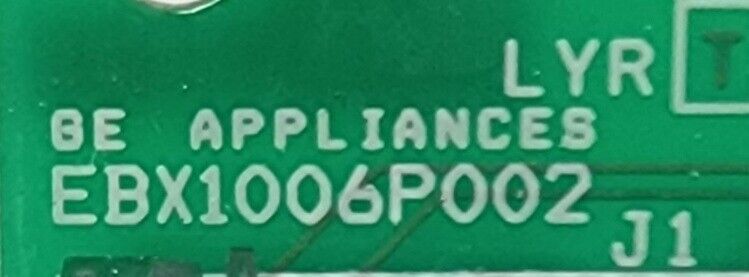 LYR T
GE APPLIANCES
EBX1006P002
J1